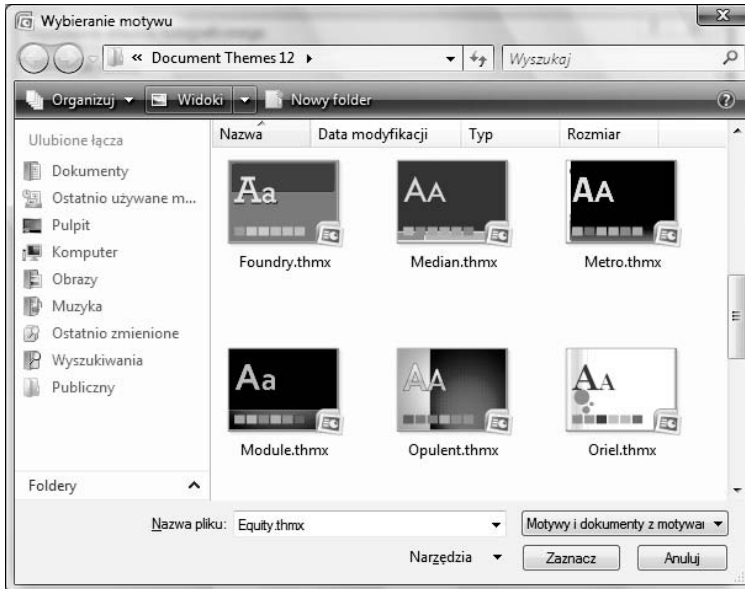 Wybieranie motywu
« Document Themes 12
Wyszukaj
Organizuj Widoki Nowy folder
Ulubione łącza
Dokumenty
Ostatnio używane m...
Pulpit
Komputer
Obrazy
Muzyka
Ostatnio zmienione
Wyszukiwania
Publiczny
Foldery
Nazwa Data modyfikacji Typ Rozmiar
Aa AA AA
Foundry.thmx Median.thmx Metro.thmx
Aa AA AA
Module.thmx Opulent.thmx Oriel.thmx
Nazwa pliku: Equity.thmx Motywy i dokumenty z motywai
Narzędzia Zaznacz Anuluj